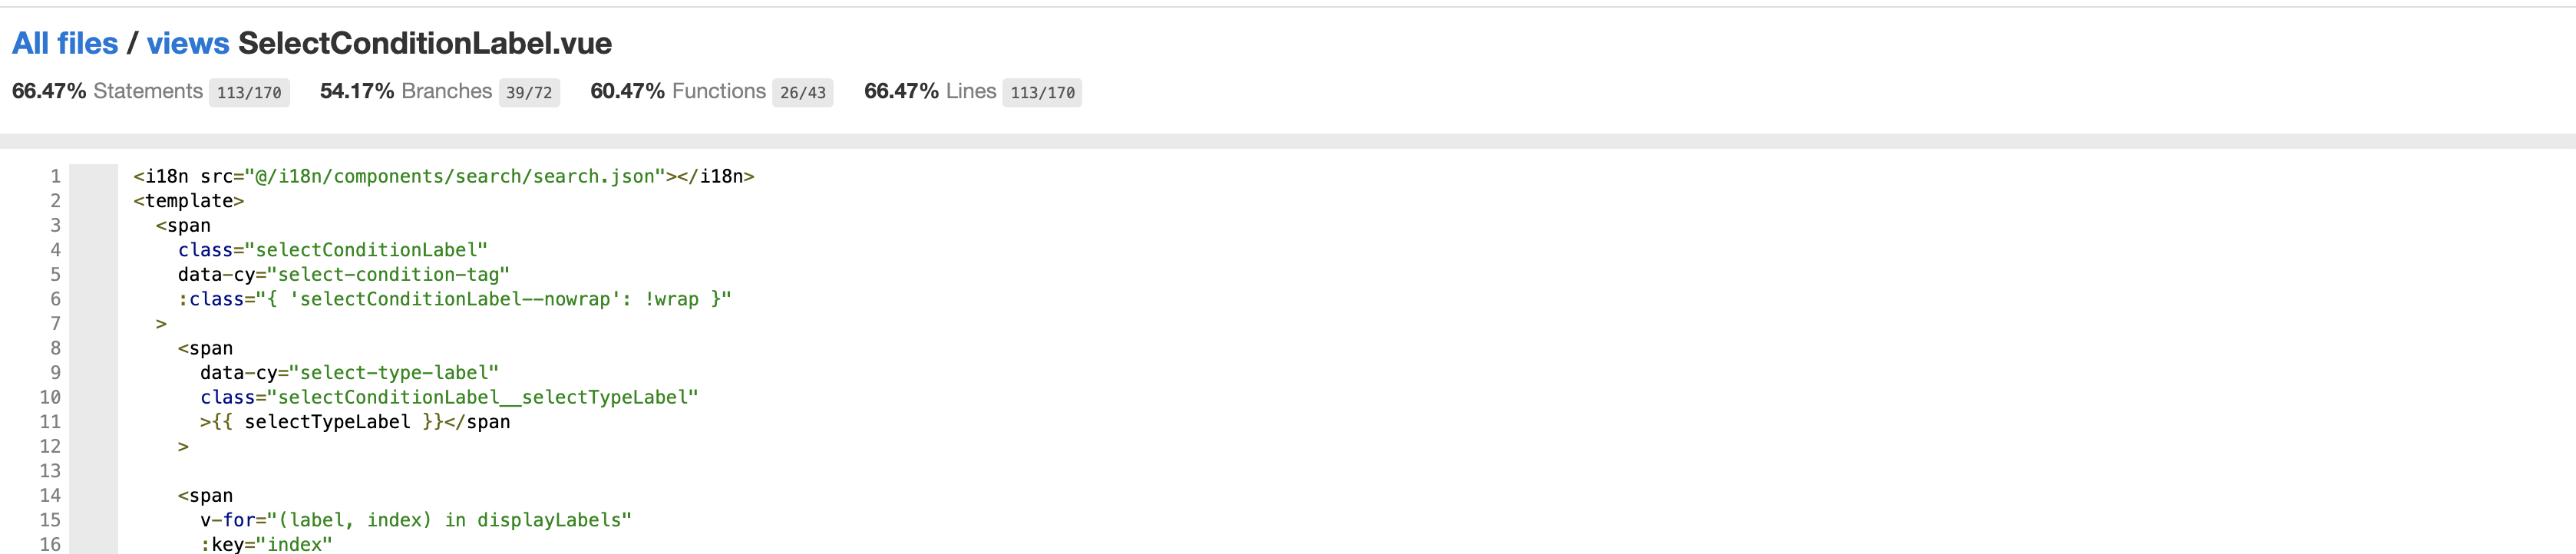 All files / views SelectConditionLabel.vue
66.47% Statements 113/170 54.17% Branches 39/72 60.47% Functions 26/43 66.47% Lines 113/170
1 <i18n src="@/i18n/components/search/search.json"></i18n>
2 <template>
3   <span
4     class="selectConditionLabel"
5     data-cy="select-condition-tag"
6     :class="{ 'selectConditionLabel--nowrap': !wrap }"
7   >
8     <span
9       data-cy="select-type-label"
10       class="selectConditionLabel__selectTypeLabel"
11       >{{ selectTypeLabel }}</span
12     >
13
14     <span
15       v-for="(label, index) in displayLabels"
16       :key="index"